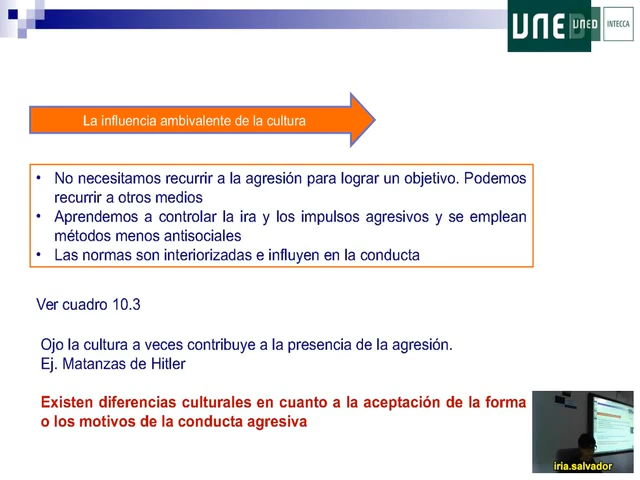 UNED
UNED
INTECCA
La influencia ambivalente de la cultura
• No necesitamos recurrir a la agresión para lograr un objetivo. Podemos
recurrir a otros medios
• Aprendemos a controlar la ira y los impulsos agresivos y se emplean
métodos menos antisociales
• Las normas son interiorizadas e influyen en la conducta
Ver cuadro 10.3
Ojo la cultura a veces contribuye a la presencia de la agresión.
Ej. Matanzas de Hitler
Existen diferencias culturales en cuanto a la aceptación de la forma
o los motivos de la conducta agresiva
iria.salvador